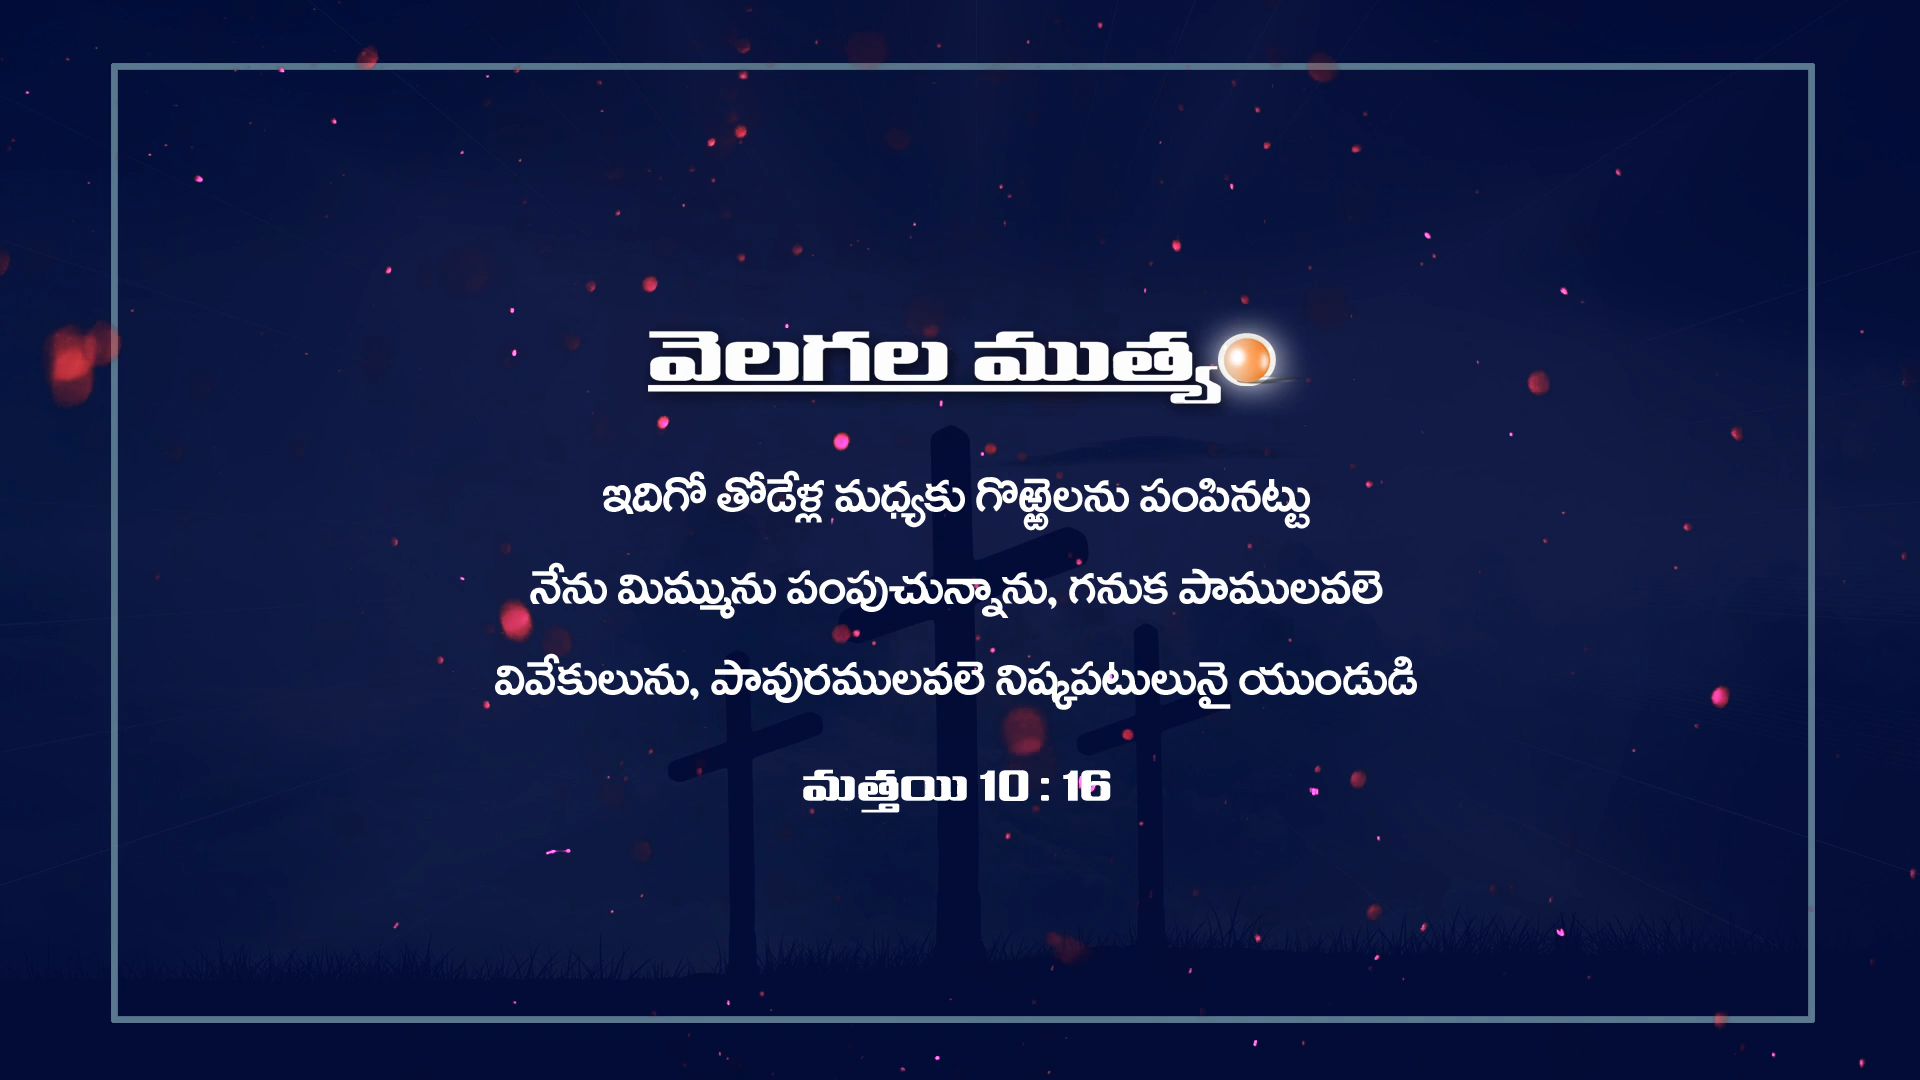 వెలగల ముత్యం
ఇదిగో తోడేళ్ల మధ్యకు గొఱ్ఱెలను పంపినట్టు
నేను మిమ్మును పంపుచున్నాను, గనుక పాములవలె
వివేకులును, పావురములవలె నిష్కపటులునై యుండుడి
మత్తయి 10 : 16